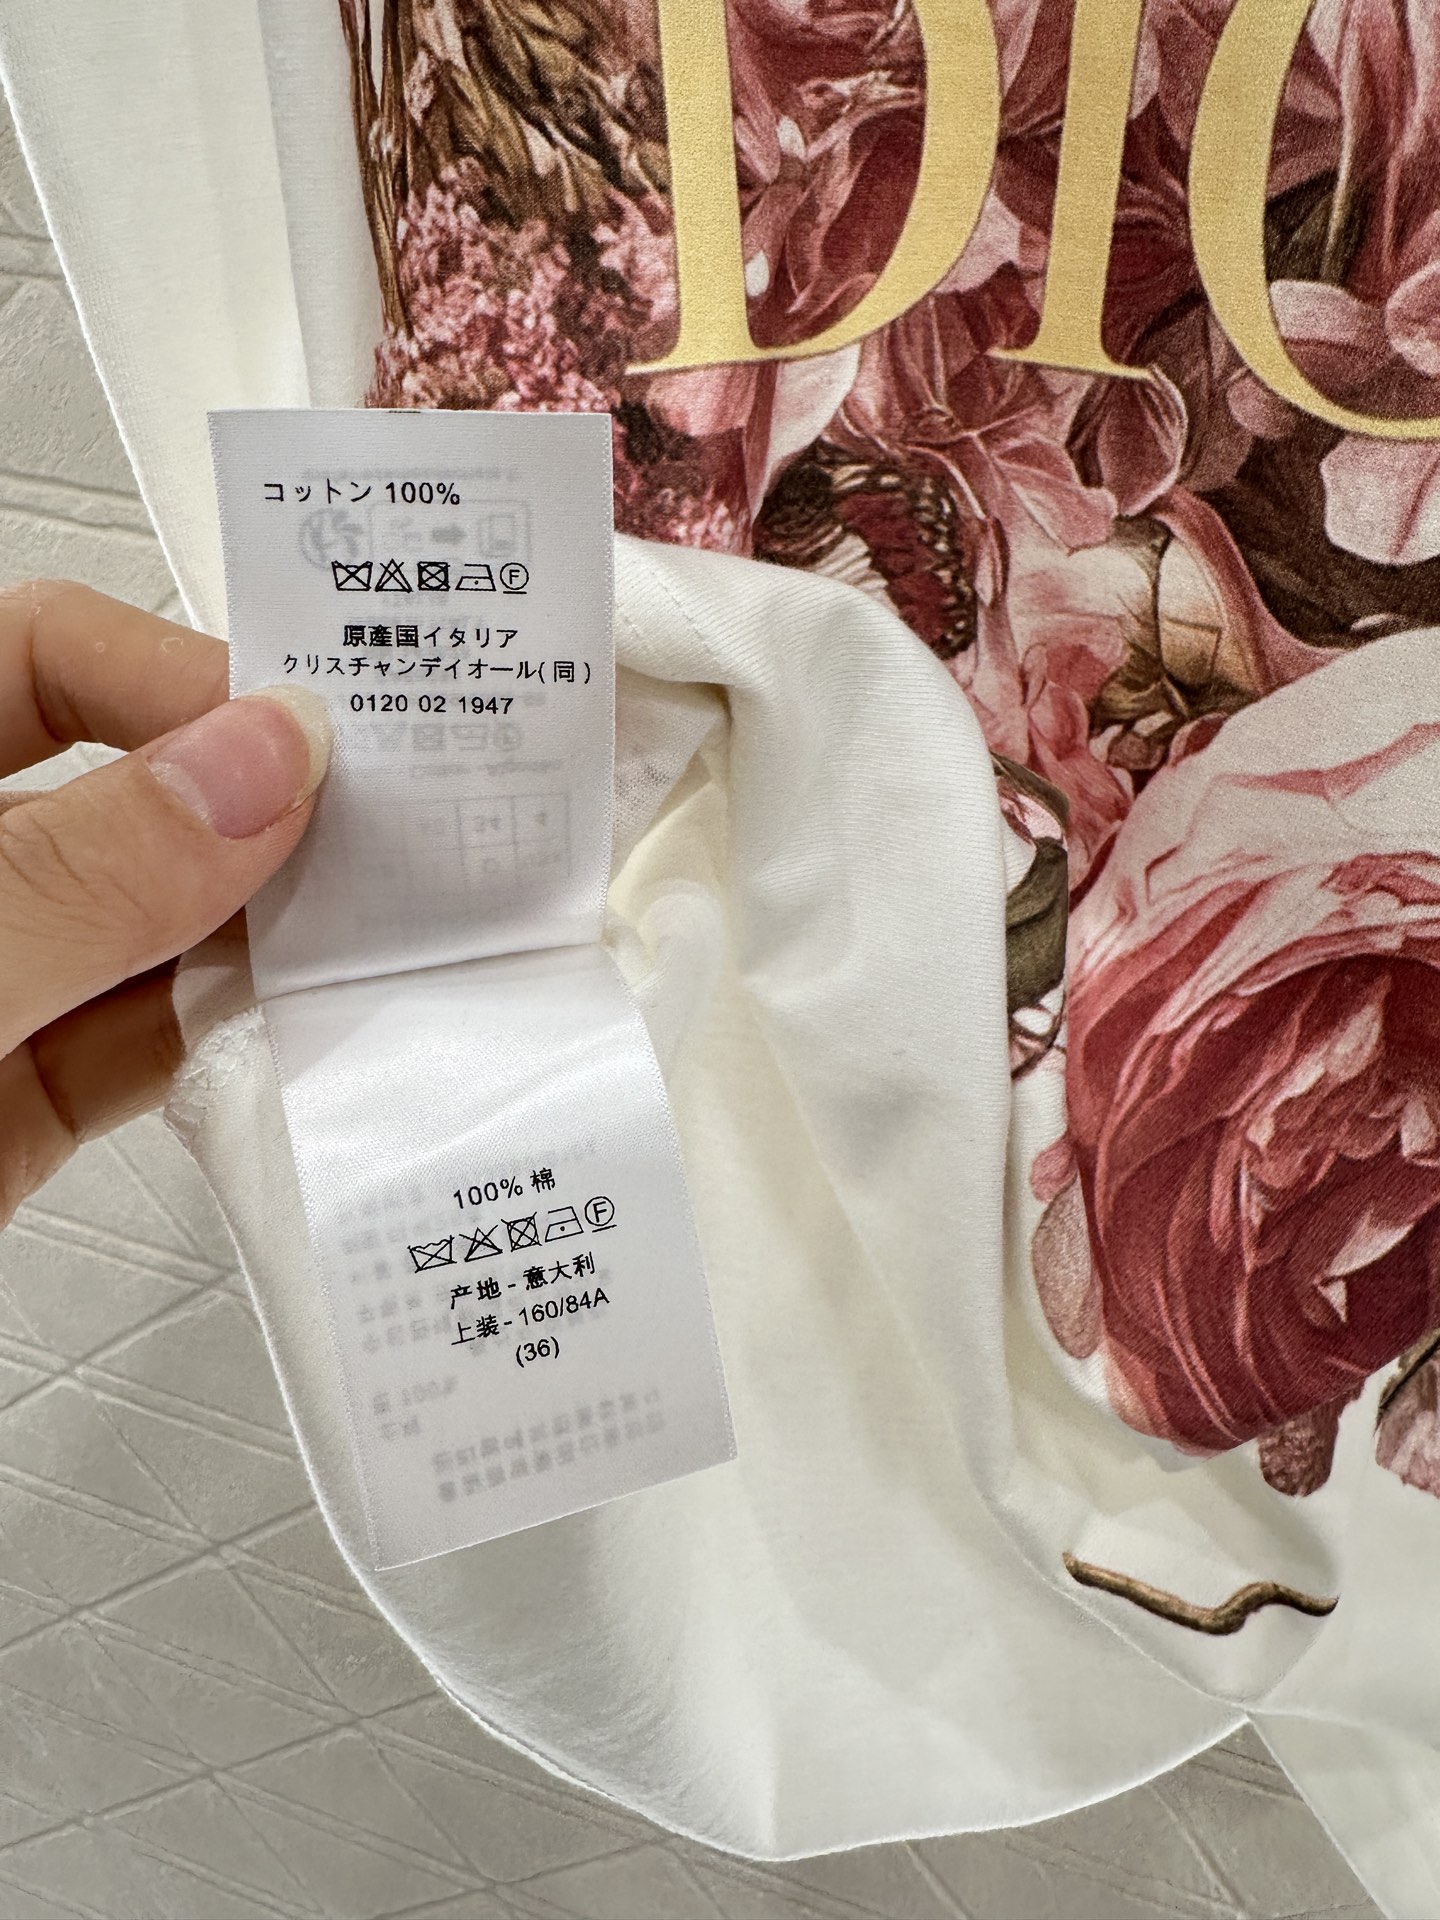 DIO
コットン 100%
原産国イタリア
クリスチャンディオール(同)
0120 02 1947
100% 棉
产地 - 意大利
上装 - 160/84A
(36)